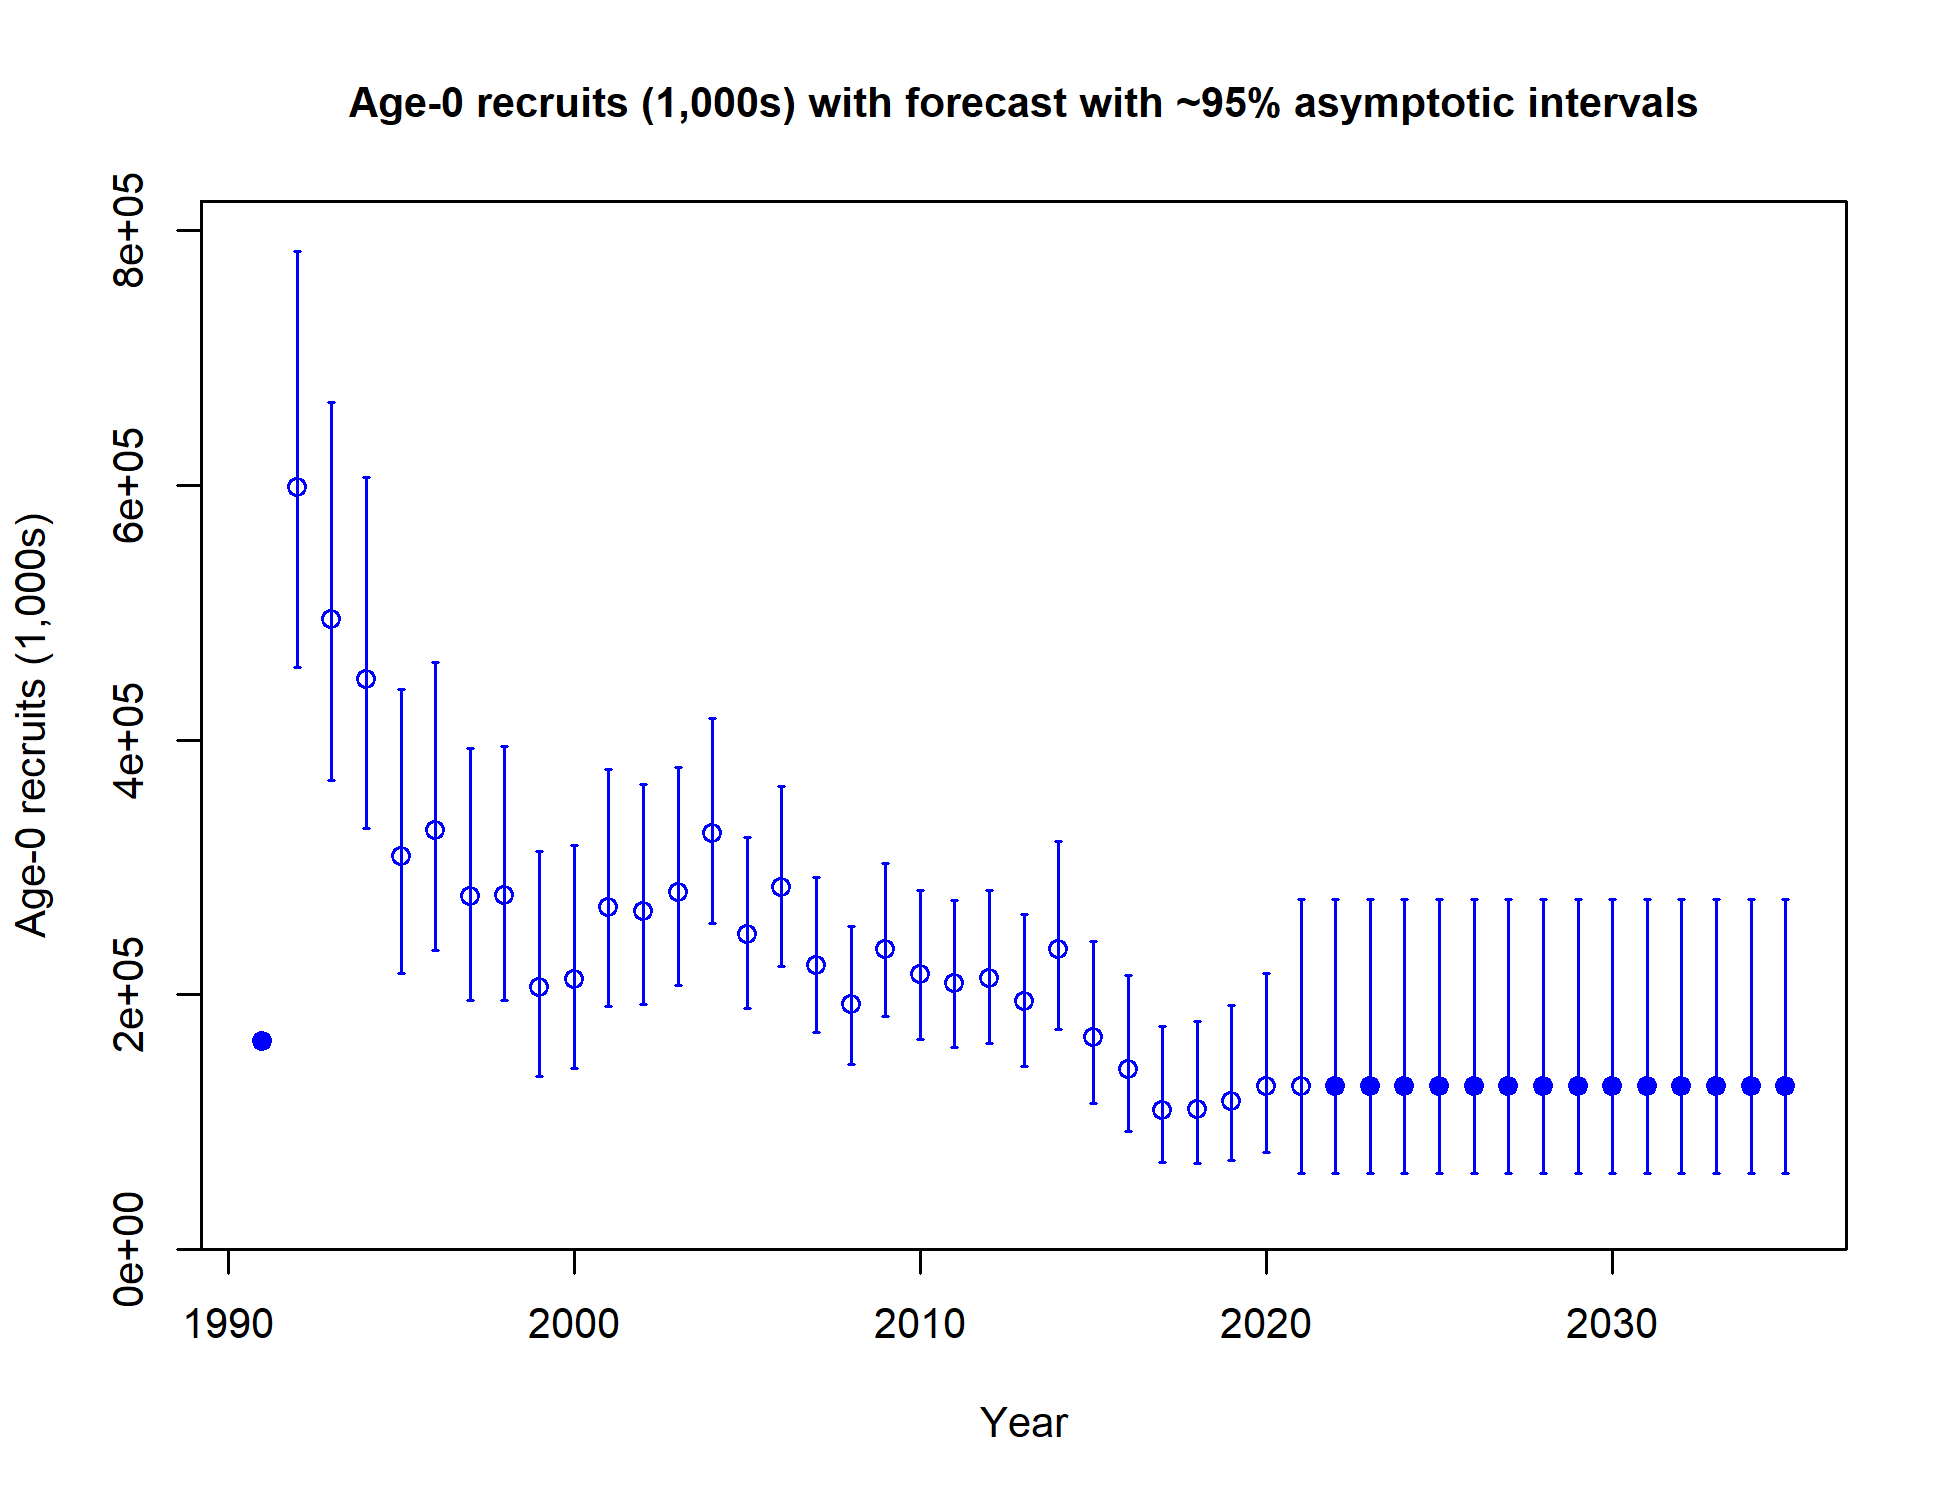 Age-0 recruits (1,000s) with forecast with ~95% asymptotic intervals
Age-0 recruits (1,000s)
8e+05
6e+05
4e+05
2e+05
0e+00
1990
2000
2010
2020
2030
Year